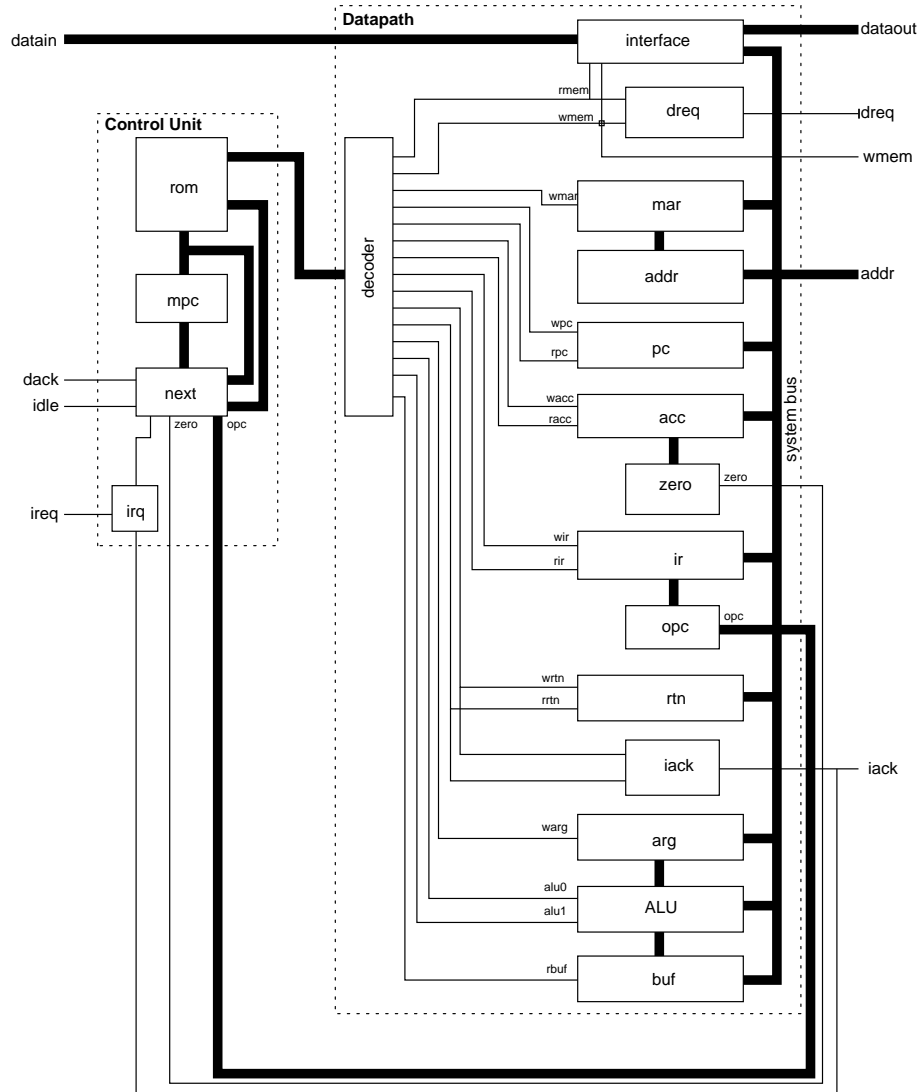 Datapath
datain
interface
dataout
rmem
dreq
dreq
wmem
Control Unit
wmem
rom
decoder
wmar
mar
addr
addr
mpc
wpc
pc
rpc
dack
next
idle
zero
opc
wacc
acc
racc
system bus
zero
zero
ireq
irq
wir
ir
rir
opc
opc
wrtn
rtn
rrtn
iack
iack
warg
arg
alu0
ALU
alu1
rbuf
buf